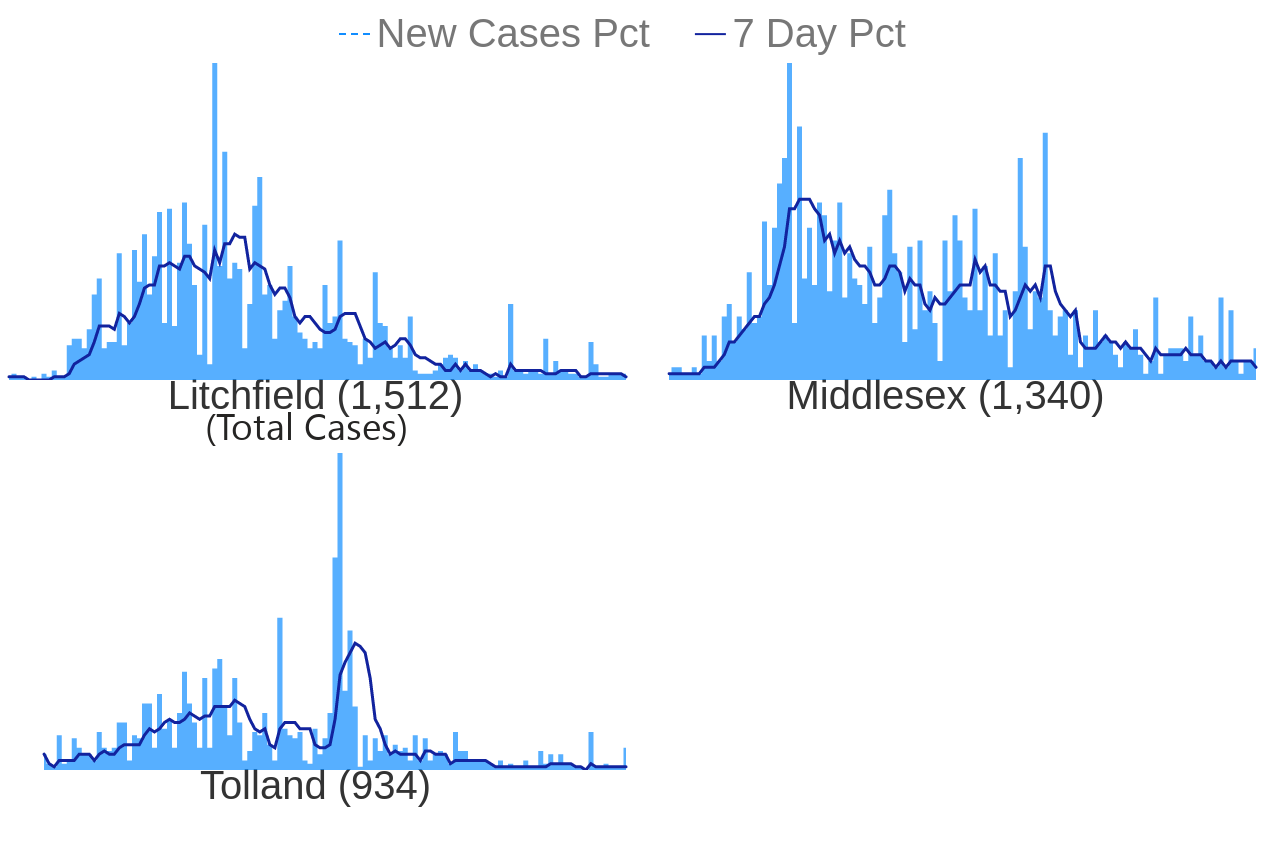 New Cases Pct 7 Day Pct
Litchfield (1,512)
(Total Cases)
Middlesex (1,340)
Tolland (934)